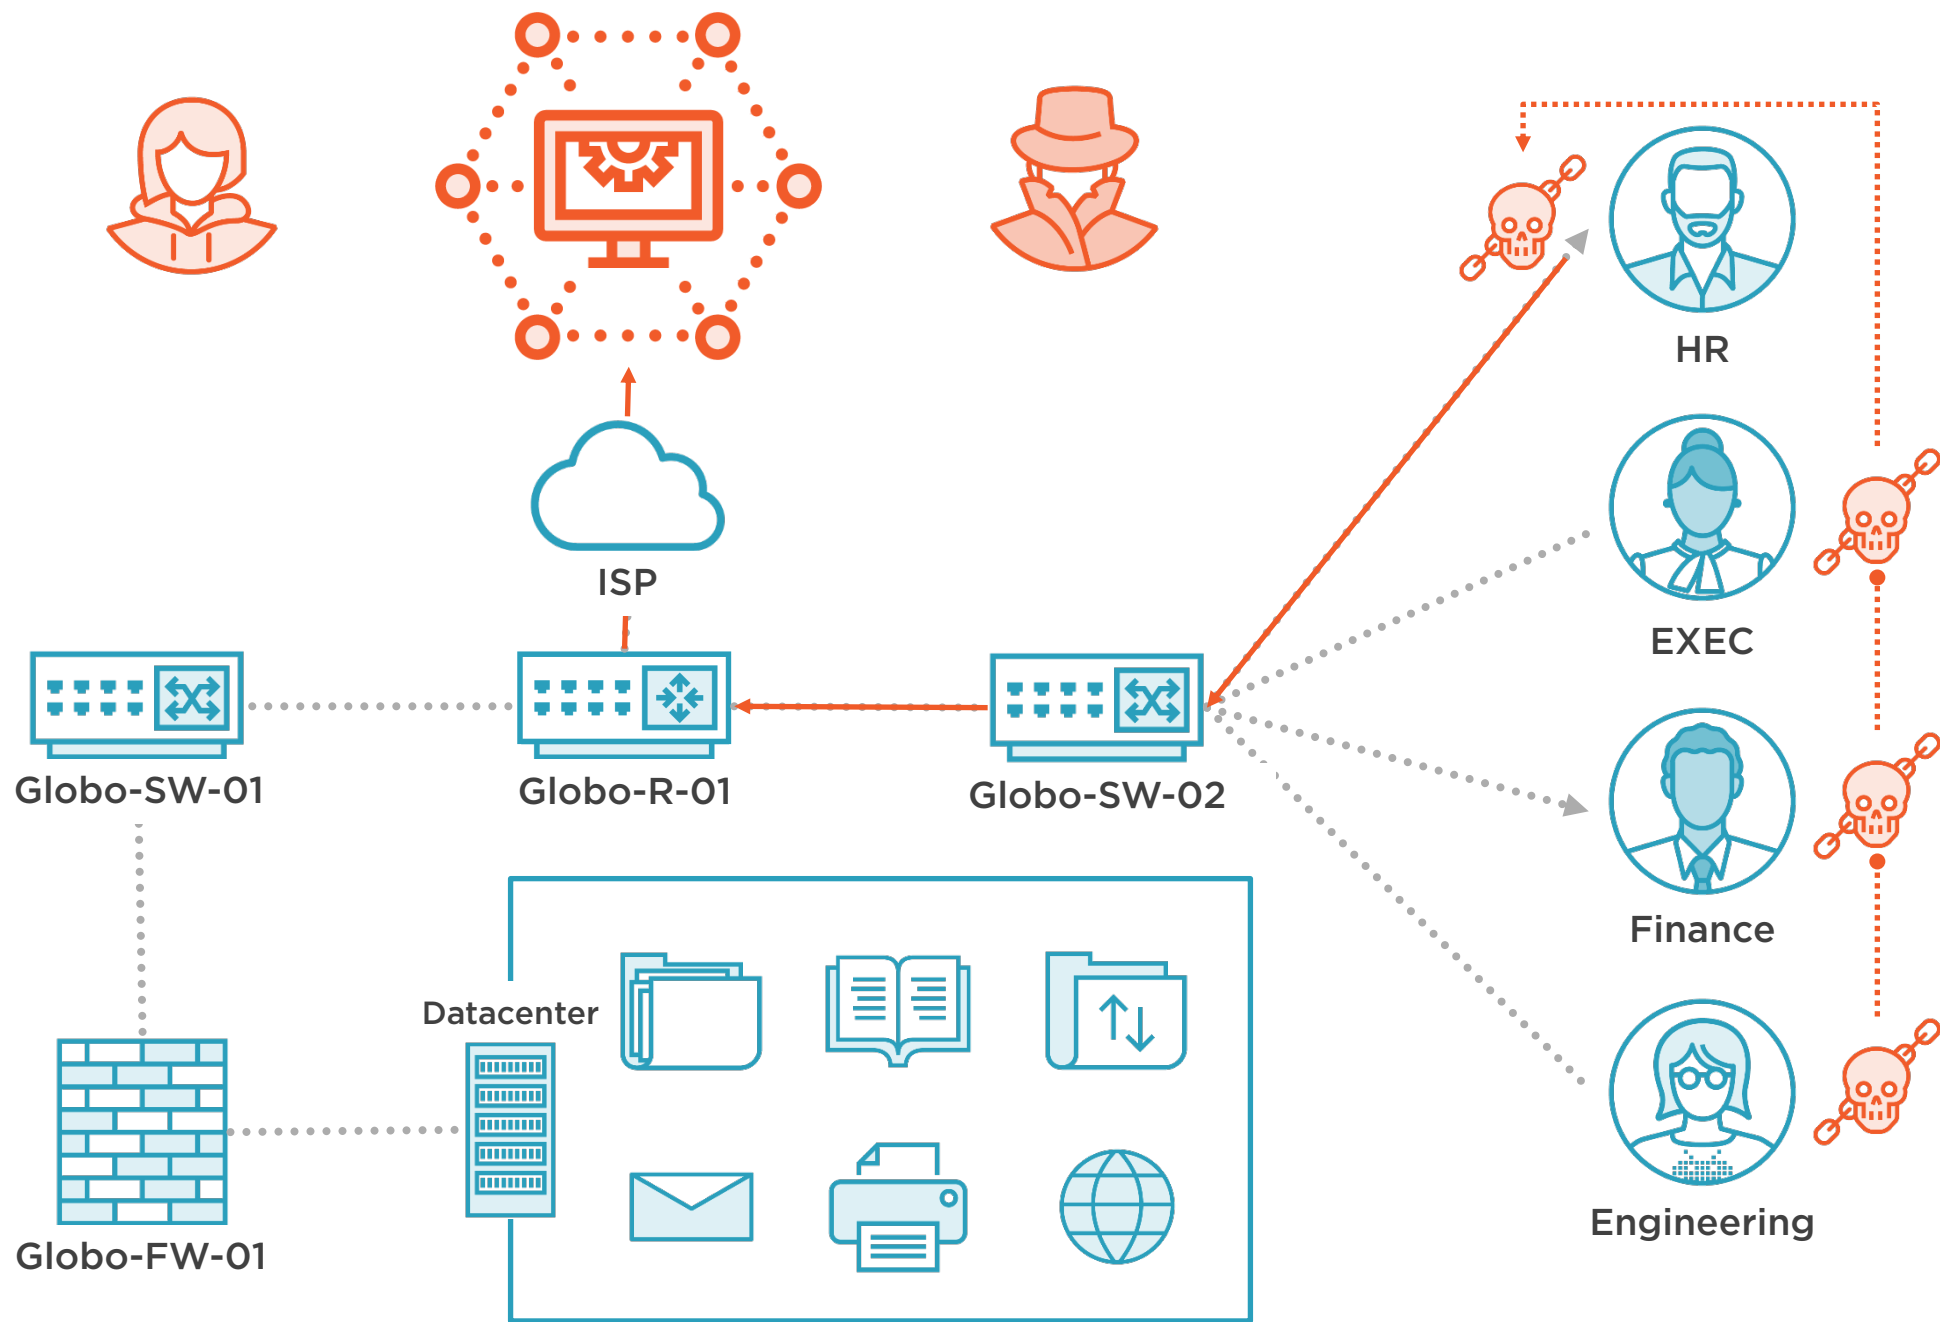 HR
ISP
EXEC
Globo-SW-01
Globo-R-01
Globo-SW-02
Finance
Datacenter
Engineering
Globo-FW-01